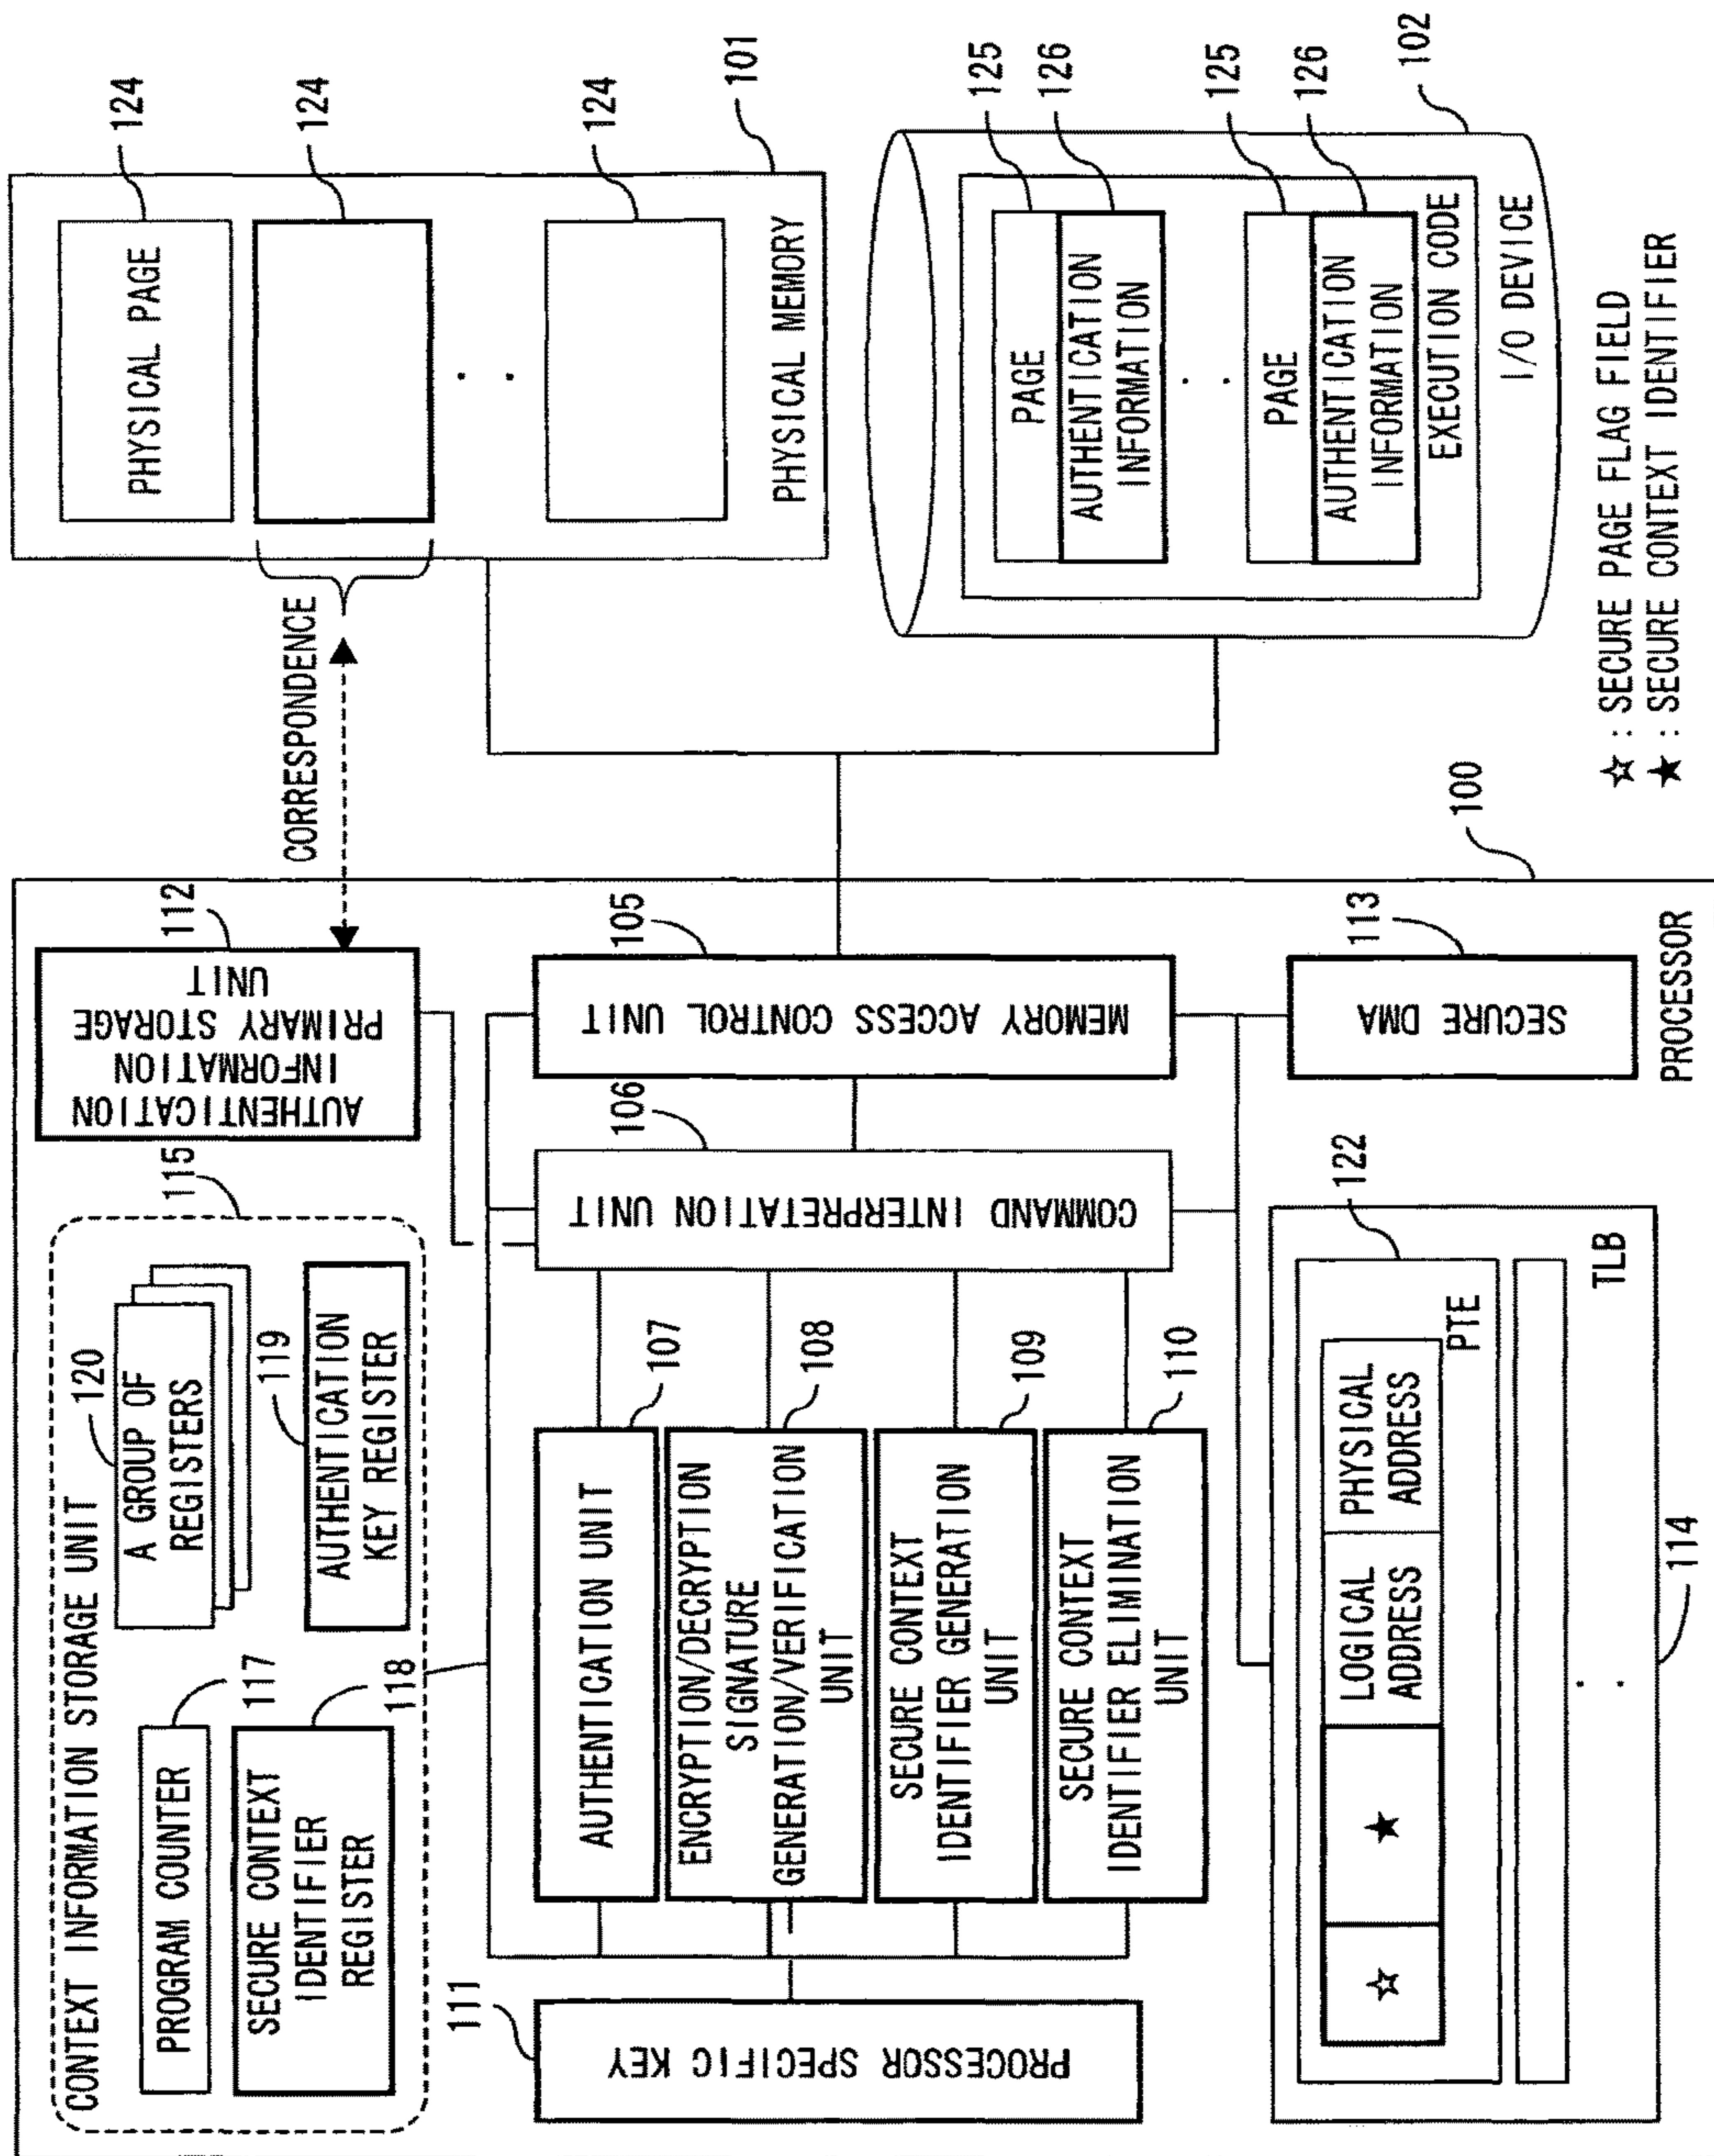 CONTEXT INFORMATION STORAGE UNIT
115
PROGRAM COUNTER
117
SECURE CONTEXT
IDENTIFIER
REGISTER
118
120
A GROUP OF
REGISTERS
119
AUTHENTICATION
KEY REGISTER
AUTHENTICATION
INFORMATION
PRIMARY STORAGE
UNIT
112
CORRESPONDENCE
PHYSICAL PAGE
124
124
.
.
124
PHYSICAL MEMORY
101
111
PROCESSOR SPECIFIC KEY
AUTHENTICATION UNIT
107
ENCRYPTION/DECRYPTION
SIGNATURE
GENERATION/VERIFICATION
UNIT
108
SECURE CONTEXT
IDENTIFIER GENERATION
UNIT
109
SECURE CONTEXT
IDENTIFIER ELIMINATION
UNIT
110
COMMAND INTERPRETATION UNIT
106
MEMORY ACCESS CONTROL UNIT
105
SECURE DMA
113
PROCESSOR
100
☆
★
LOGICAL
ADDRESS
PHYSICAL
ADDRESS
PTE
122
.
.
TLB
114
PAGE
125
AUTHENTICATION
INFORMATION
126
.
.
PAGE
125
AUTHENTICATION
INFORMATION
126
EXECUTION CODE
I/O DEVICE
102
☆ : SECURE PAGE FLAG FIELD
★ : SECURE CONTEXT IDENTIFIER